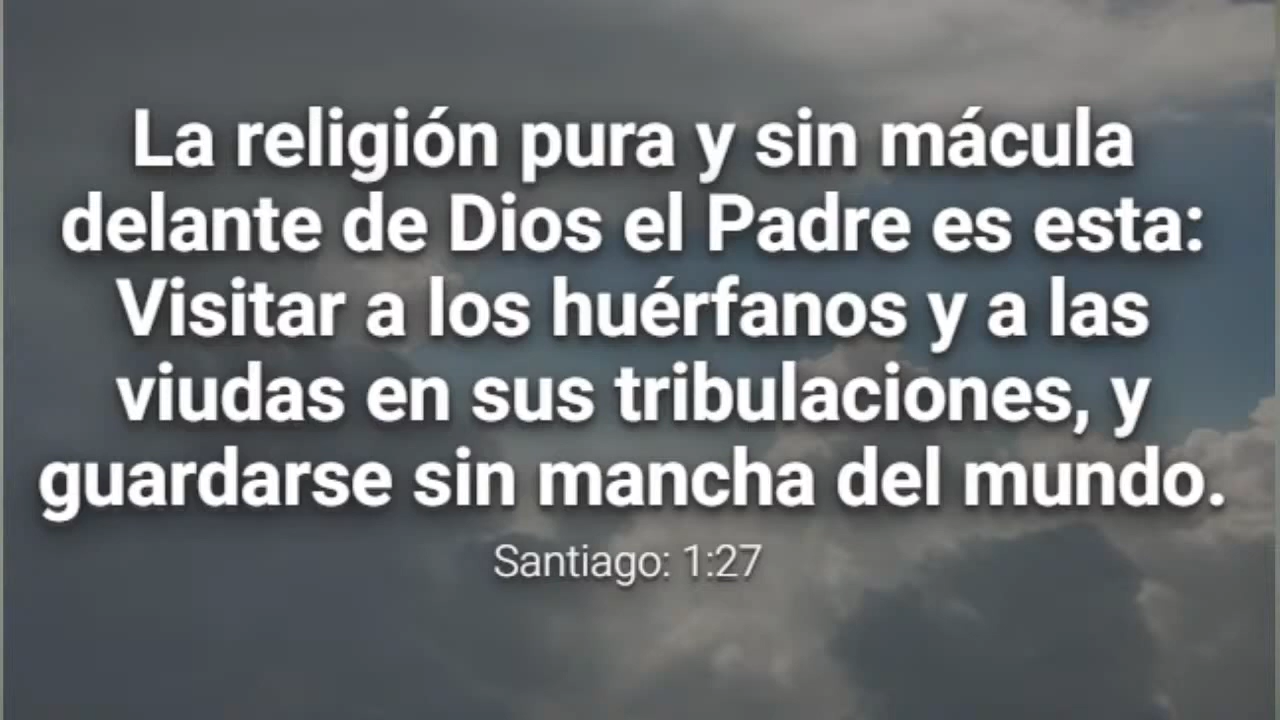 La religión pura y sin mácula
delante de Dios el Padre es esta:
Visitar a los huérfanos y a las
viudas en sus tribulaciones, y
guardarse sin mancha del mundo.
Santiago: 1:27